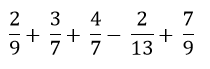 2/9 + 3/7 + 4/7 − 2/13 + 7/9